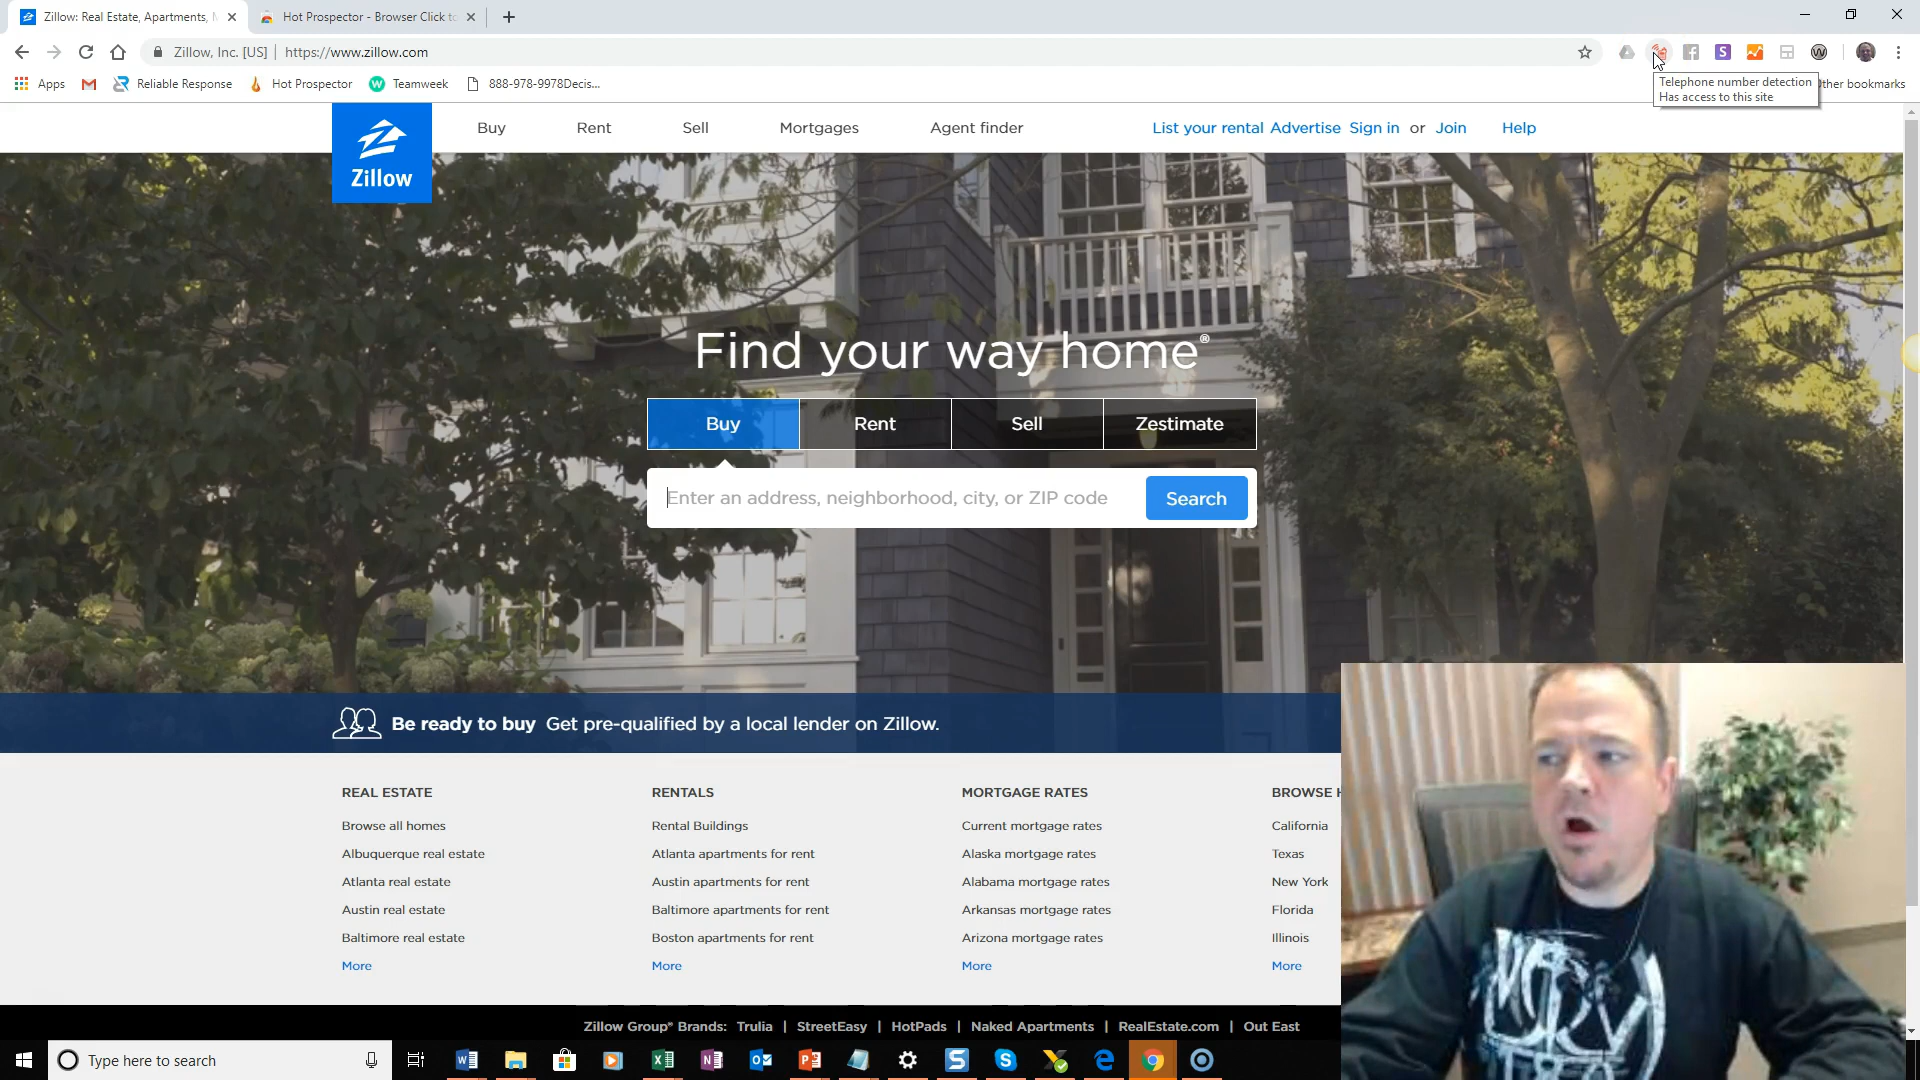 Zillow: Real Estate, Apartments, M
Hot Prospector - Browser Click to
Zillow, Inc. [US]
https://www.zillow.com
Apps
Reliable Response
Hot Prospector
Teamweek
888-978-9978Decis...
Other bookmarks
Telephone number detection
Has access to this site
Zillow
Buy
Rent
Sell
Mortgages
Agent finder
List your rental
Advertise
Sign in or Join
Help
Find your way home®
Buy
Rent
Sell
Zestimate
Enter an address, neighborhood, city, or ZIP code
Search
Be ready to buy Get pre-qualified by a local lender on Zillow.
REAL ESTATE
Browse all homes
Albuquerque real estate
Atlanta real estate
Austin real estate
Baltimore real estate
More
RENTALS
Rental Buildings
Atlanta apartments for rent
Austin apartments for rent
Baltimore apartments for rent
Boston apartments for rent
More
MORTGAGE RATES
Current mortgage rates
Alaska mortgage rates
Alabama mortgage rates
Arkansas mortgage rates
Arizona mortgage rates
More
BROWSE H
California
Texas
New York
Florida
Illinois
More
Zillow Group® Brands: Trulia | StreetEasy | HotPads | Naked Apartments | RealEstate.com | Out East
Type here to search